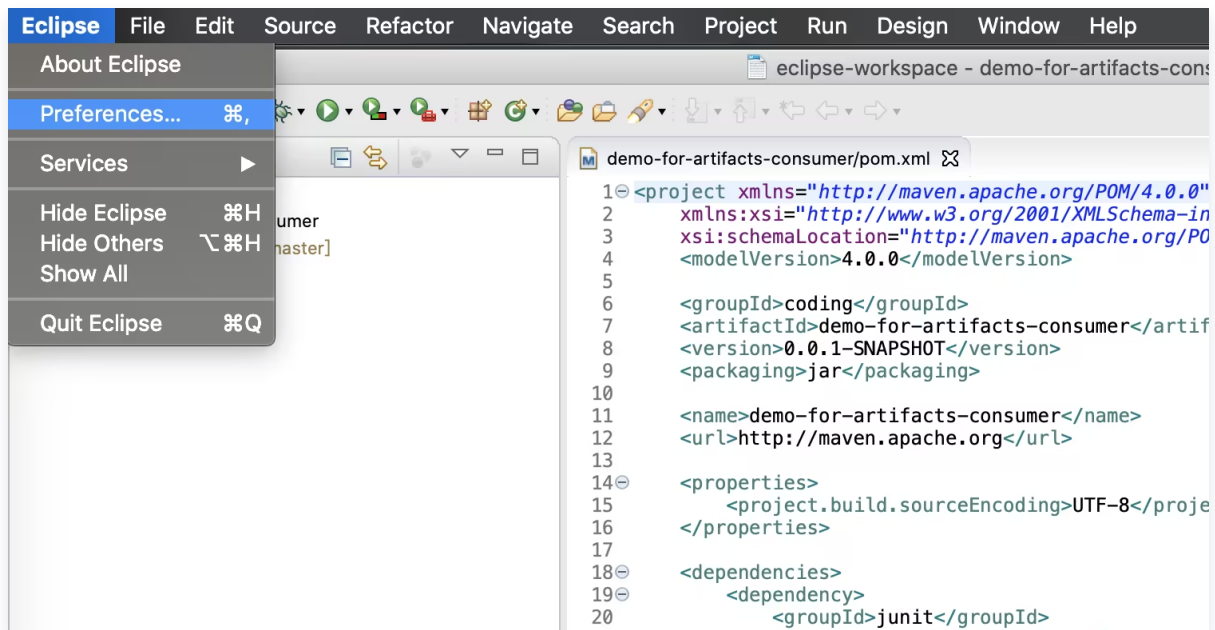 Eclipse File Edit Source Refactor Navigate Search Project Run Design Window Help
About Eclipse
Preferences... ⌘,
Services ▶
Hide Eclipse ⌘H
Hide Others ⌥⌘H
Show All
Quit Eclipse ⌘Q
eclipse-workspace - demo-for-artifacts-cons
umer
master]
demo-for-artifacts-consumer/pom.xml
1 <project xmlns="http://maven.apache.org/POM/4.0.0"
2 xmlns:xsi="http://www.w3.org/2001/XMLSchema-in
3 xsi:schemaLocation="http://maven.apache.org/PO
4 <modelVersion>4.0.0</modelVersion>
5
6 <groupId>coding</groupId>
7 <artifactId>demo-for-artifacts-consumer</artif
8 <version>0.0.1-SNAPSHOT</version>
9 <packaging>jar</packaging>
10
11 <name>demo-for-artifacts-consumer</name>
12 <url>http://maven.apache.org</url>
13
14 <properties>
15 <project.build.sourceEncoding>UTF-8</proje
16 </properties>
17
18 <dependencies>
19 <dependency>
20 <groupId>junit</groupId>